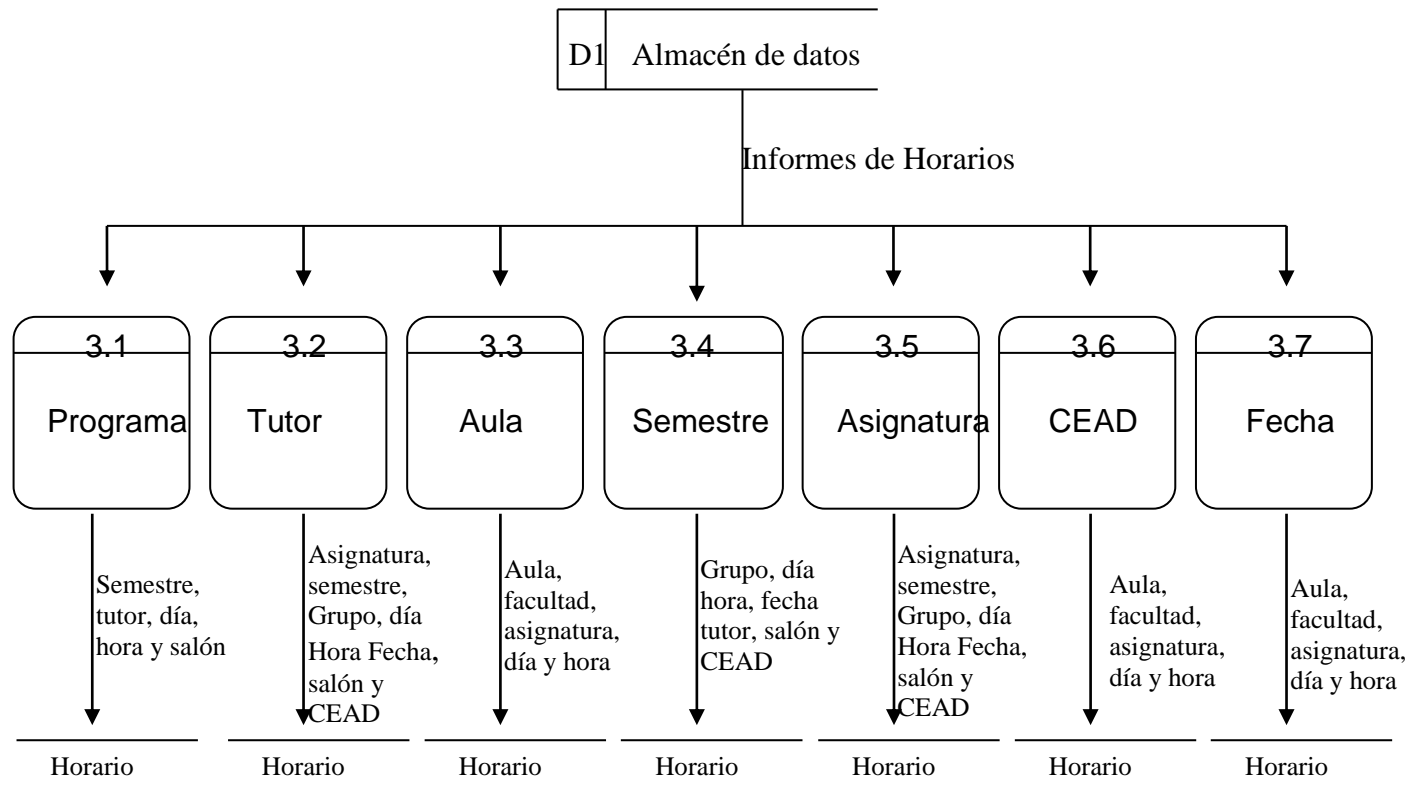 D1 Almacén de datos
Informes de Horarios
3.1
Programa
3.2
Tutor
3.3
Aula
3.4
Semestre
3.5
Asignatura
3.6
CEAD
3.7
Fecha
Semestre,
tutor, día,
hora y salón
Asignatura,
semestre,
Grupo, día
Hora Fecha,
salón y
CEAD
Aula,
facultad,
asignatura,
día y hora
Grupo, día
hora, fecha
tutor, salón y
CEAD
Asignatura,
semestre,
Grupo, día
Hora Fecha,
salón y
CEAD
Aula,
facultad,
asignatura,
día y hora
Aula,
facultad,
asignatura,
día y hora
Horario
Horario
Horario
Horario
Horario
Horario
Horario